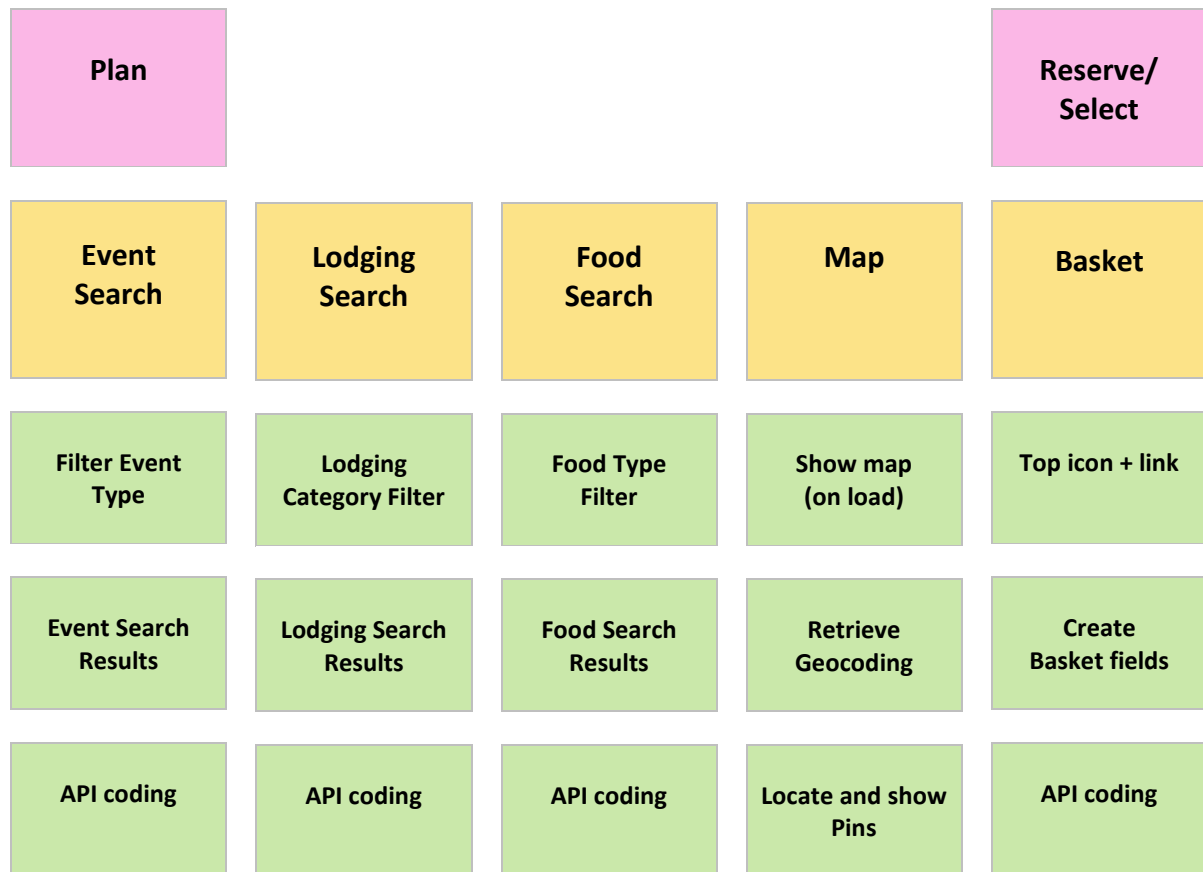 Plan
Reserve/
Select
Event
Search
Lodging
Search
Food
Search
Map
Basket
Filter Event
Type
Lodging
Category Filter
Food Type
Filter
Show map
(on load)
Top icon + link
Event Search
Results
Lodging Search
Results
Food Search
Results
Retrieve
Geocoding
Create
Basket fields
API coding
API coding
API coding
Locate and show
Pins
API coding